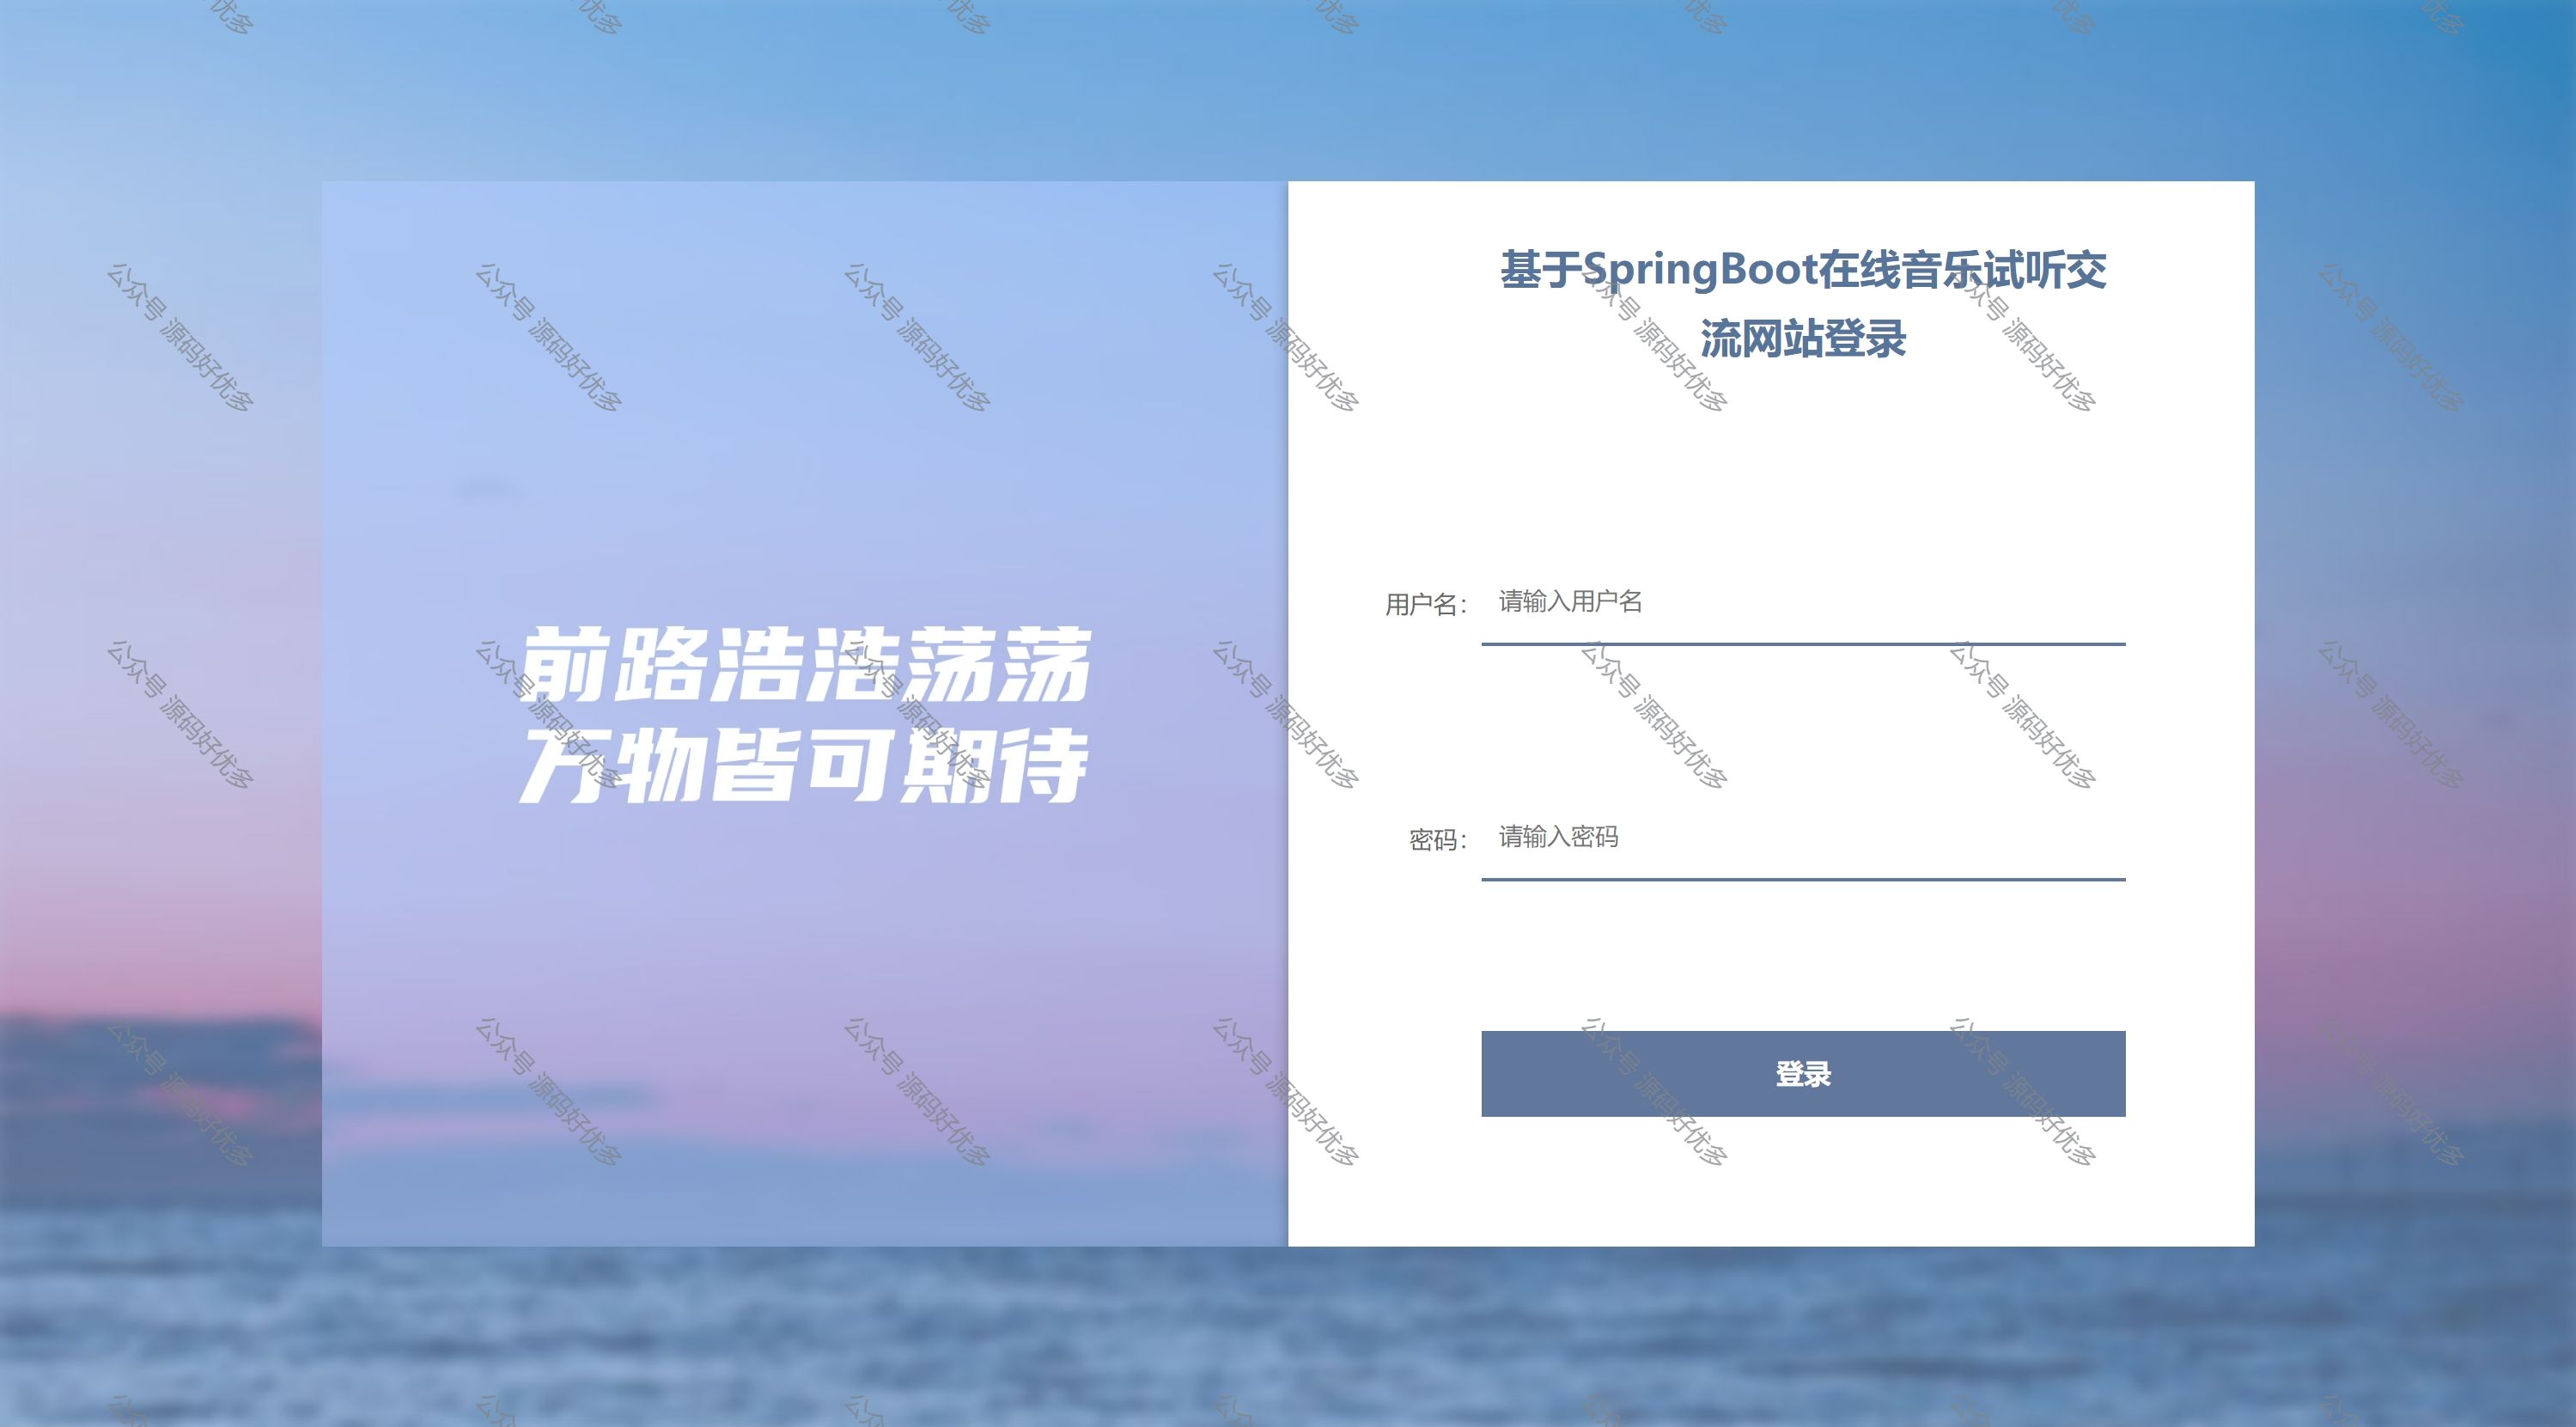 前路浩浩荡荡
万物皆可期待
基于SpringBoot在线音乐试听交
流网站登录
用户名：
请输入用户名
密码：
请输入密码
登录
公众号 源码好优多